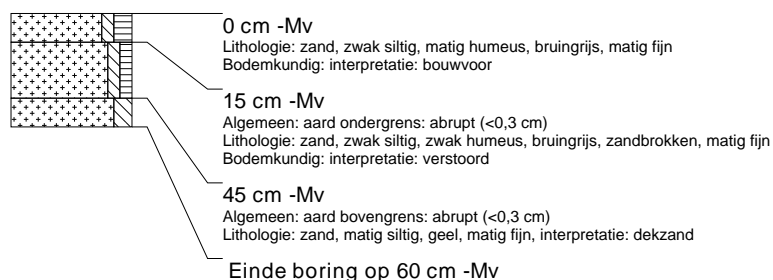 0 cm -Mv
Lithologie: zand, zwak siltig, matig humeus, bruingrijs, matig fijn
Bodemkundig: interpretatie: bouwvoor
15 cm -Mv
Algemeen: aard ondergrens: abrupt (<0,3 cm)
Lithologie: zand, zwak siltig, zwak humeus, bruingrijs, zandbrokken, matig fijn
Bodemkundig: interpretatie: verstoord
45 cm -Mv
Algemeen: aard bovengrens: abrupt (<0,3 cm)
Lithologie: zand, matig siltig, geel, matig fijn, interpretatie: dekzand
Einde boring op 60 cm -Mv